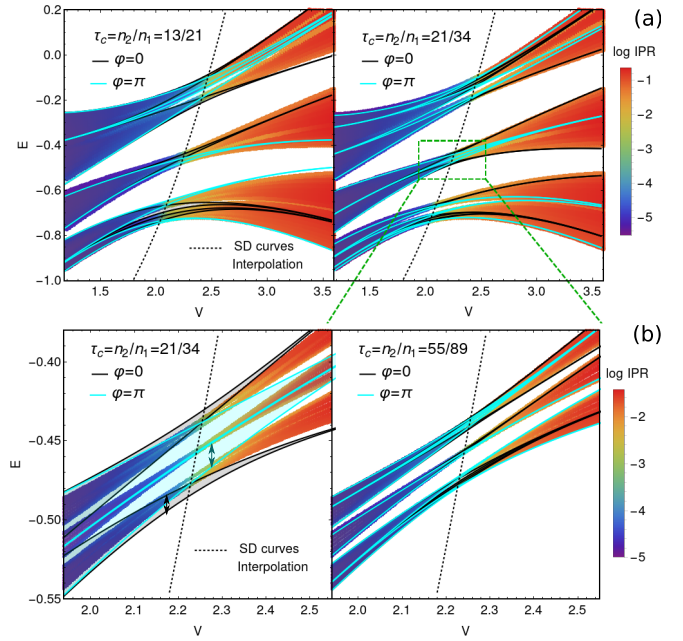 (a)
τc=n2/n1=13/21
φ=0
φ=π
τc=n2/n1=21/34
φ=0
φ=π
log IPR
−1
−2
−3
−4
−5
E
0.2
0.0
−0.2
−0.4
−0.6
−0.8
−1.0
SD curves
Interpolation
1.5 2.0 2.5 3.0 3.5
1.5 2.0 2.5 3.0 3.5
V
V
(b)
τc=n2/n1=21/34
φ=0
φ=π
τc=n2/n1=55/89
φ=0
φ=π
log IPR
−2
−3
−4
−5
E
−0.40
−0.45
−0.50
−0.55
SD curves
Interpolation
2.0 2.1 2.2 2.3 2.4 2.5
2.0 2.1 2.2 2.3 2.4 2.5
V
V